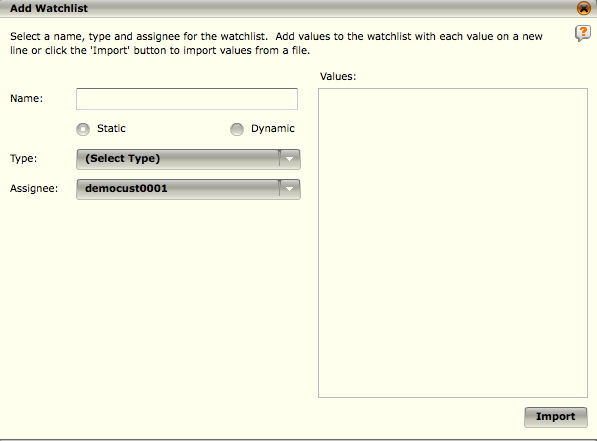 Add Watchlist
Select a name, type and assignee for the watchlist.  Add values to the watchlist with each value on a new
line or click the 'Import' button to import values from a file.
?
Values:
Name:
Static
Dynamic
Type:
(Select Type)
Assignee:
democust0001
Import